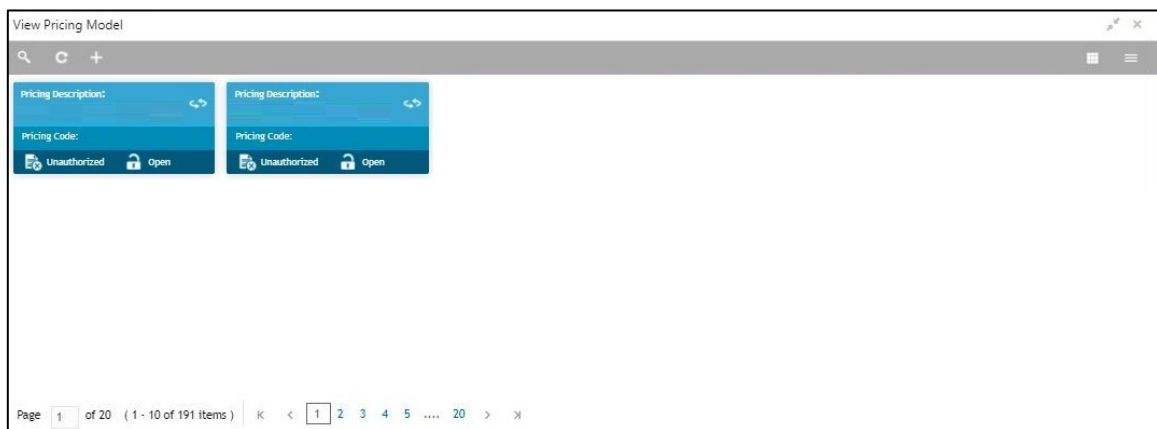 View Pricing Model
Pricing Description: Pricing Description:
Pricing Code: Pricing Code:
Unauthorized Open Unauthorized Open
Page 1 of 20 ( 1 - 10 of 191 items ) 1 2 3 4 5 .... 20